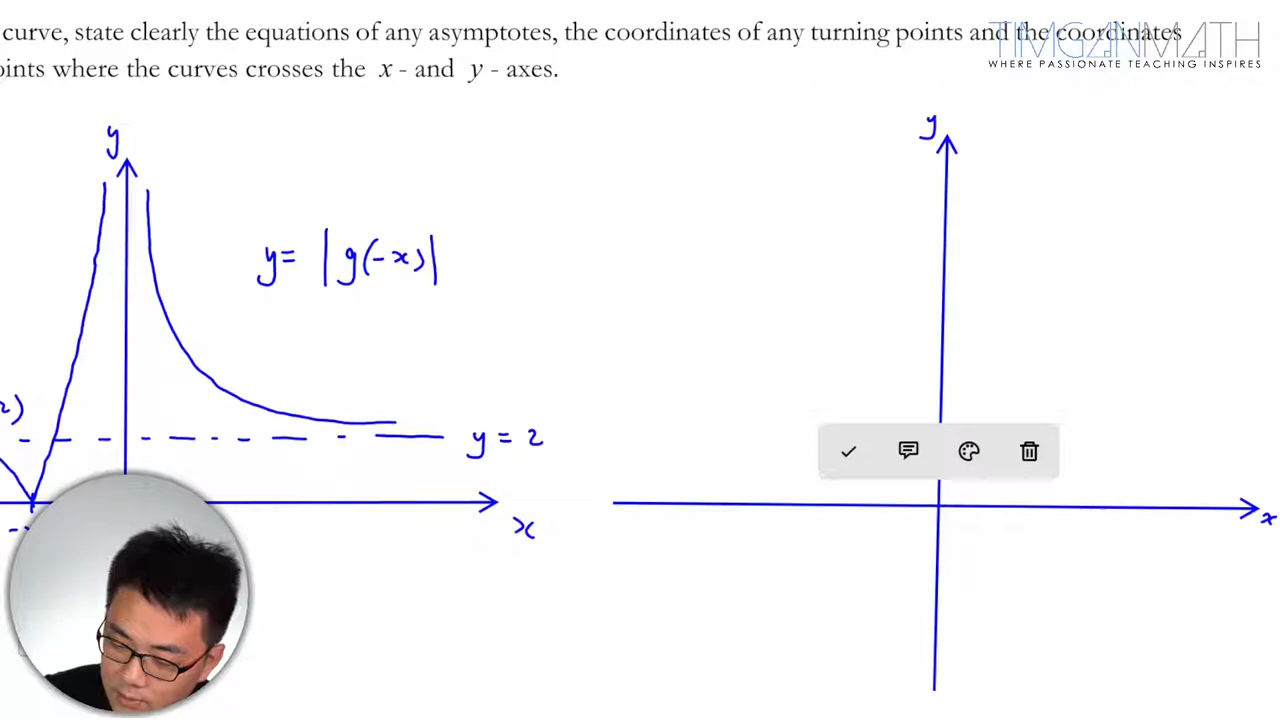 curve, state clearly the equations of any asymptotes, the coordinates of any turning points and the coordinates
oints where the curves crosses the x - and y - axes.
TIMGANMATH
WHERE PASSIONATE TEACHING INSPIRES
y
y = |g(-x)|
2)
y = 2
x
y
x